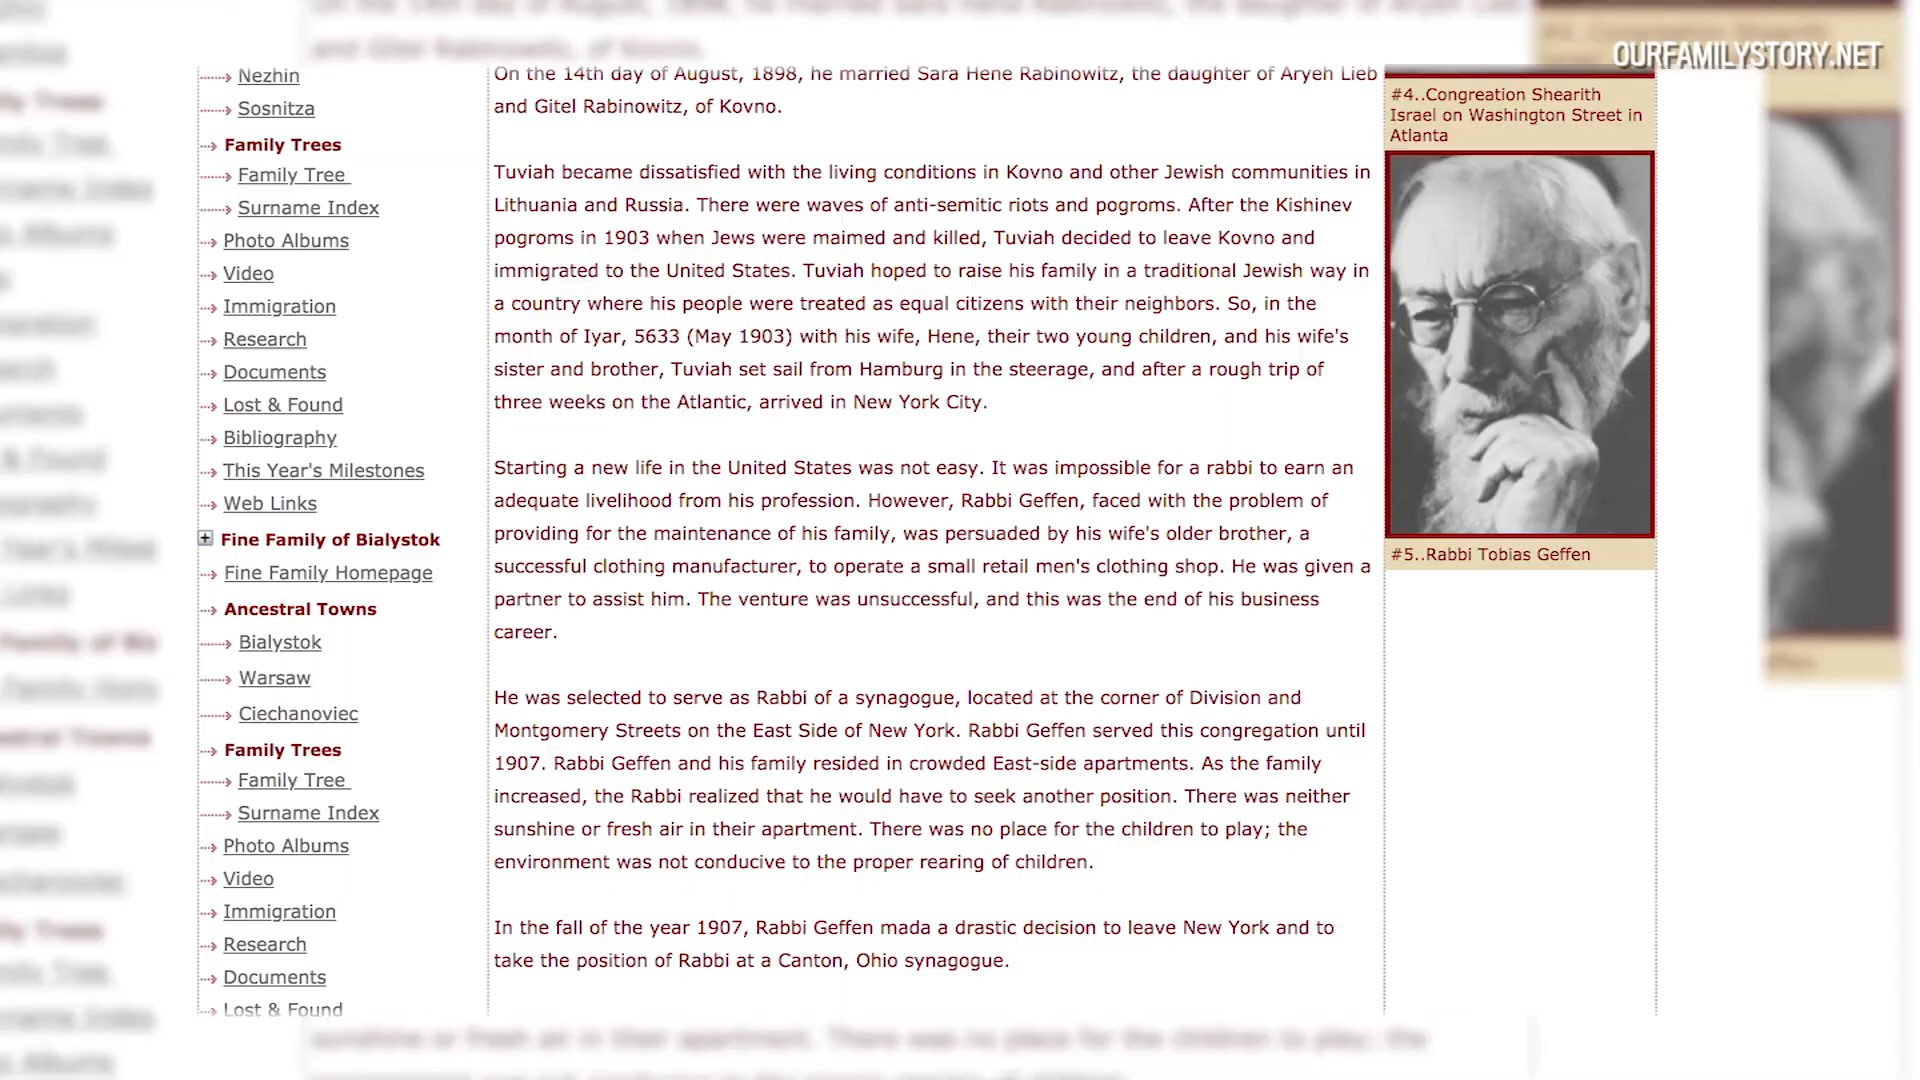 OURFAMILYSTORY.NET
Nezhin
Sosnitza
Family Trees
Family Tree
Surname Index
Photo Albums
Video
Immigration
Research
Documents
Lost & Found
Bibliography
This Year's Milestones
Web Links
Fine Family of Bialystok
Fine Family Homepage
Ancestral Towns
Bialystok
Warsaw
Ciechanoviec
Family Trees
Family Tree
Surname Index
Photo Albums
Video
Immigration
Research
Documents
Lost & Found
On the 14th day of August, 1898, he married Sara Hene Rabinowitz, the daughter of Aryeh Lieb
and Gitel Rabinowitz, of Kovno.
Tuviah became dissatisfied with the living conditions in Kovno and other Jewish communities in
Lithuania and Russia. There were waves of anti-semitic riots and pogroms. After the Kishinev
pogroms in 1903 when Jews were maimed and killed, Tuviah decided to leave Kovno and
immigrated to the United States. Tuviah hoped to raise his family in a traditional Jewish way in
a country where his people were treated as equal citizens with their neighbors. So, in the
month of Iyar, 5633 (May 1903) with his wife, Hene, their two young children, and his wife's
sister and brother, Tuviah set sail from Hamburg in the steerage, and after a rough trip of
three weeks on the Atlantic, arrived in New York City.
Starting a new life in the United States was not easy. It was impossible for a rabbi to earn an
adequate livelihood from his profession. However, Rabbi Geffen, faced with the problem of
providing for the maintenance of his family, was persuaded by his wife's older brother, a
successful clothing manufacturer, to operate a small retail men's clothing shop. He was given a
partner to assist him. The venture was unsuccessful, and this was the end of his business
career.
He was selected to serve as Rabbi of a synagogue, located at the corner of Division and
Montgomery Streets on the East Side of New York. Rabbi Geffen served this congregation until
1907. Rabbi Geffen and his family resided in crowded East-side apartments. As the family
increased, the Rabbi realized that he would have to seek another position. There was neither
sunshine or fresh air in their apartment. There was no place for the children to play; the
environment was not conducive to the proper rearing of children.
In the fall of the year 1907, Rabbi Geffen mada a drastic decision to leave New York and to
take the position of Rabbi at a Canton, Ohio synagogue.
#4..Congreation Shearith
Israel on Washington Street in
Atlanta
#5..Rabbi Tobias Geffen